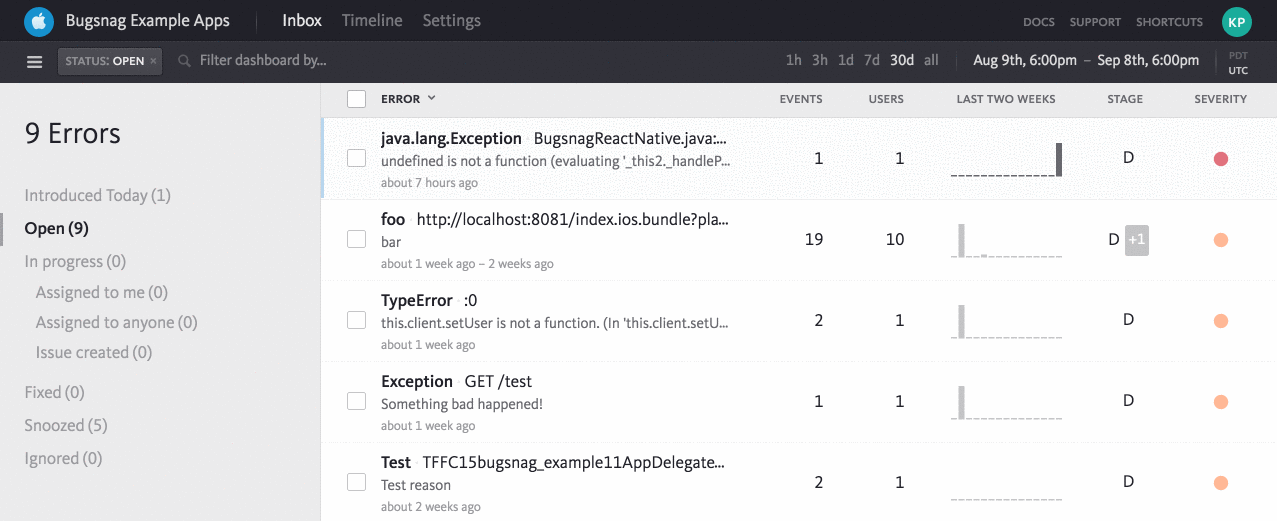 Bugsnag Example Apps Inbox Timeline Settings DOCS SUPPORT SHORTCUTS KP
STATUS: OPEN × Filter dashboard by... 1h 3h 1d 7d 30d all Aug 9th, 6:00pm – Sep 8th, 6:00pm PDT
UTC
9 Errors
Introduced Today (1)
Open (9)
In progress (0)
Assigned to me (0)
Assigned to anyone (0)
Issue created (0)
Fixed (0)
Snoozed (5)
Ignored (0)
ERROR EVENTS USERS LAST TWO WEEKS STAGE SEVERITY
java.lang.Exception · BugsnagReactNative.java:...
undefined is not a function (evaluating '_this2._handleP... 1 1 D
about 7 hours ago
foo · http://localhost:8081/index.ios.bundle?pla...
bar 19 10 D +1
about 1 week ago – 2 weeks ago
TypeError · :0
this.client.setUser is not a function. (In 'this.client.setU... 2 1 D
about 1 week ago
Exception · GET /test
Something bad happened! 1 1 D
about 1 week ago
Test · TFFC15bugsnag_example11AppDelegate...
Test reason 2 1 D
about 2 weeks ago